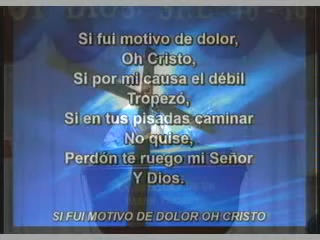 Si fui motivo de dolor,
Oh Cristo,
Si por mi causa el débil
Tropezó,
Si en tus pisadas caminar
No quise,
Perdón te ruego mi Señor
Y Dios.
SI FUI MOTIVO DE DOLOR OH CRISTO